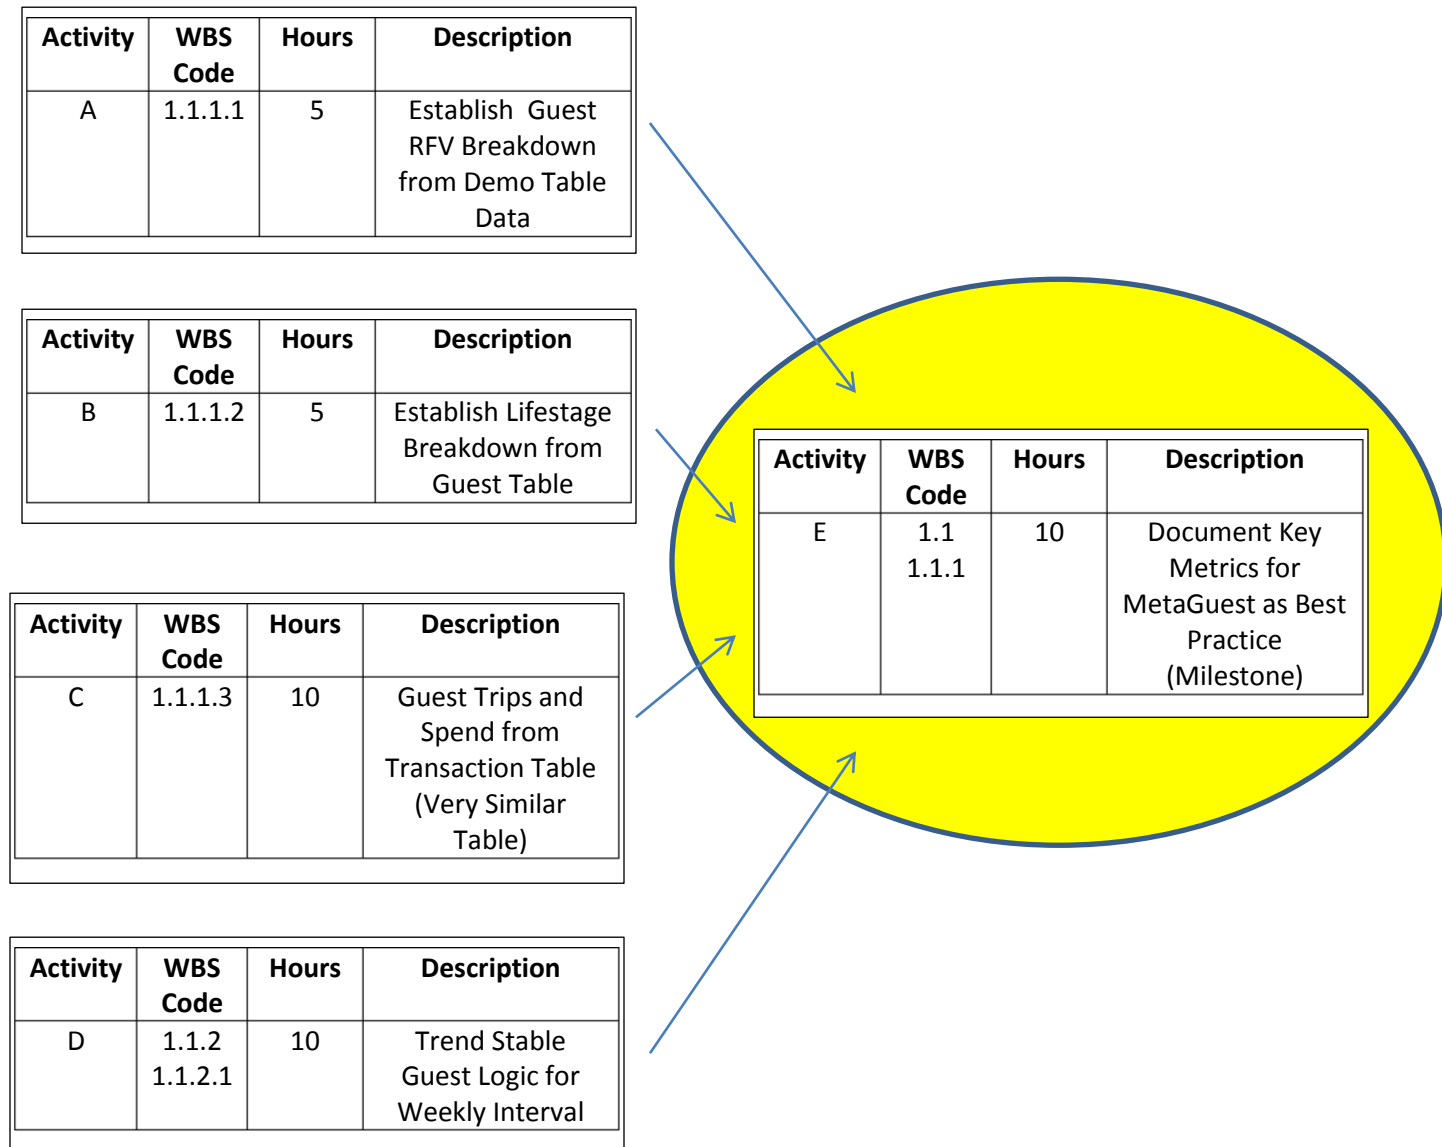 Activity WBS Code Hours Description
A 1.1.1.1 5 Establish Guest
RFV Breakdown
from Demo Table
Data
Activity WBS Code Hours Description
B 1.1.1.2 5 Establish Lifestage
Breakdown from
Guest Table
Activity WBS Code Hours Description
C 1.1.1.3 10 Guest Trips and
Spend from
Transaction Table
(Very Similar
Table)
Activity WBS Code Hours Description
D 1.1.2 10 Trend Stable
1.1.2.1 Guest Logic for
Weekly Interval
Activity WBS Code Hours Description
E 1.1 10 Document Key
1.1.1 Metrics for
MetaGuest as Best
Practice
(Milestone)